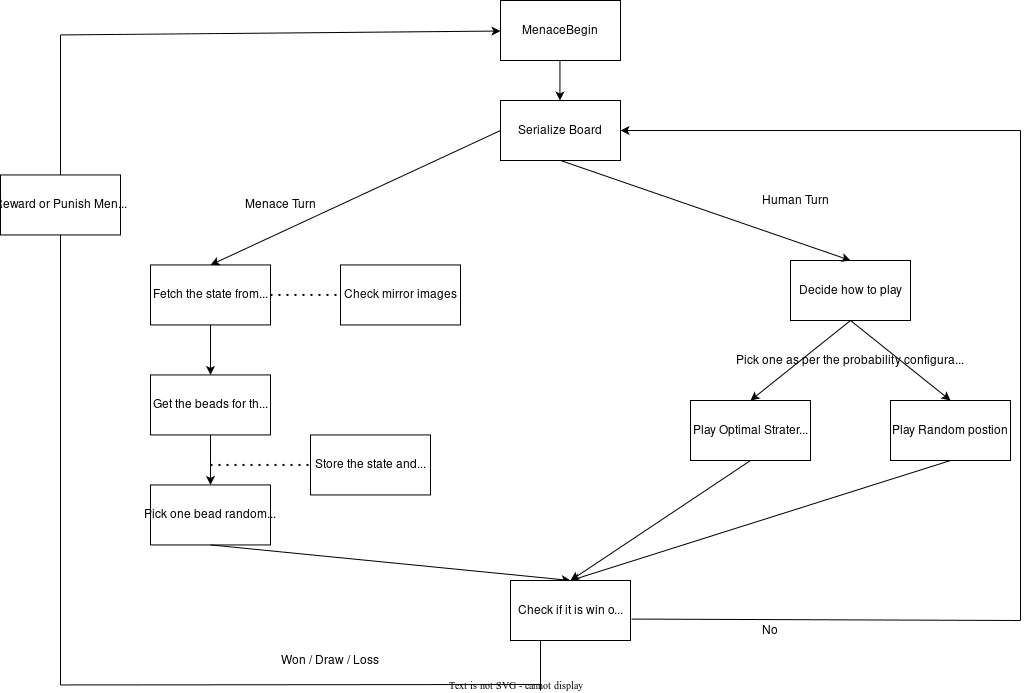 MenaceBegin
Serialize Board
Menace Turn
Human Turn
Reward or Punish Men...
Fetch the state from...
Check mirror images
Decide how to play
Pick one as per the probability configura...
Get the beads for th...
Play Optimal Strater...
Play Random postion
Store the state and...
Pick one bead random...
Check if it is win o...
No
Won / Draw / Loss
Text is not SVG - cannot display